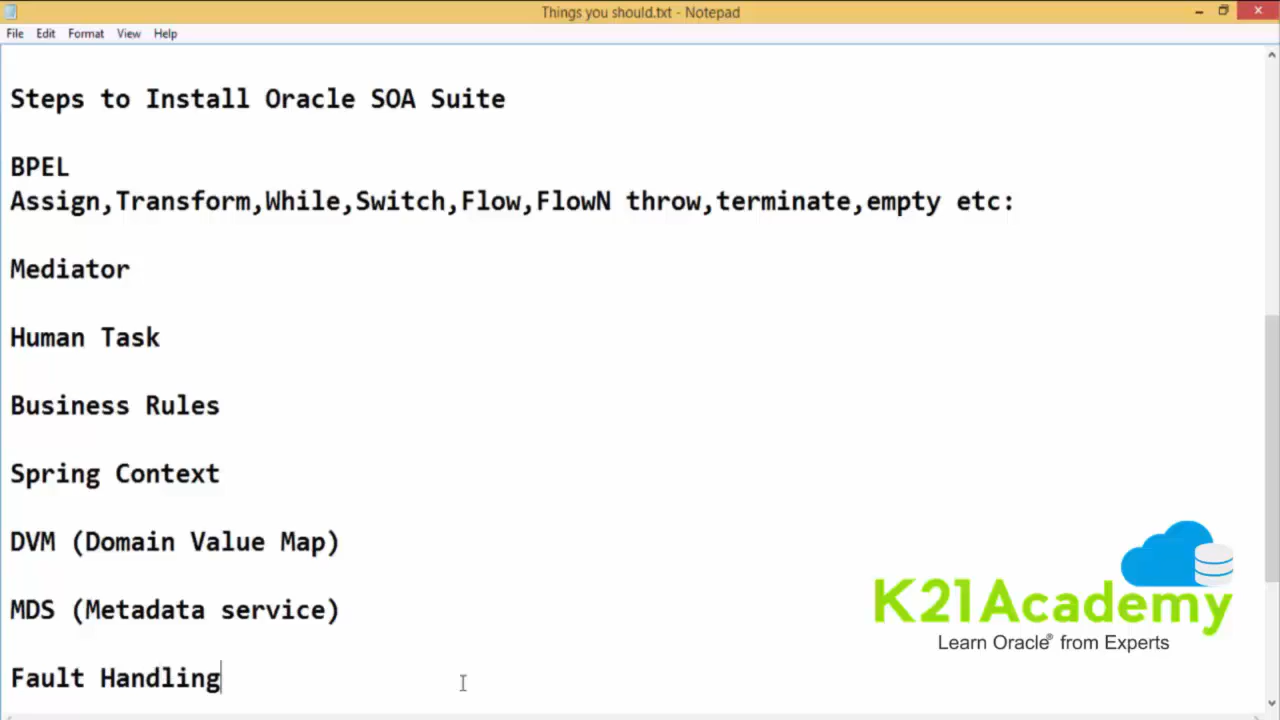 Things you should.txt - Notepad
File Edit Format View Help
Steps to Install Oracle SOA Suite
BPEL
Assign,Transform,While,Switch,Flow,FlowN throw,terminate,empty etc:
Mediator
Human Task
Business Rules
Spring Context
DVM (Domain Value Map)
MDS (Metadata service)
Fault Handling
K21Academy
Learn Oracle® from Experts